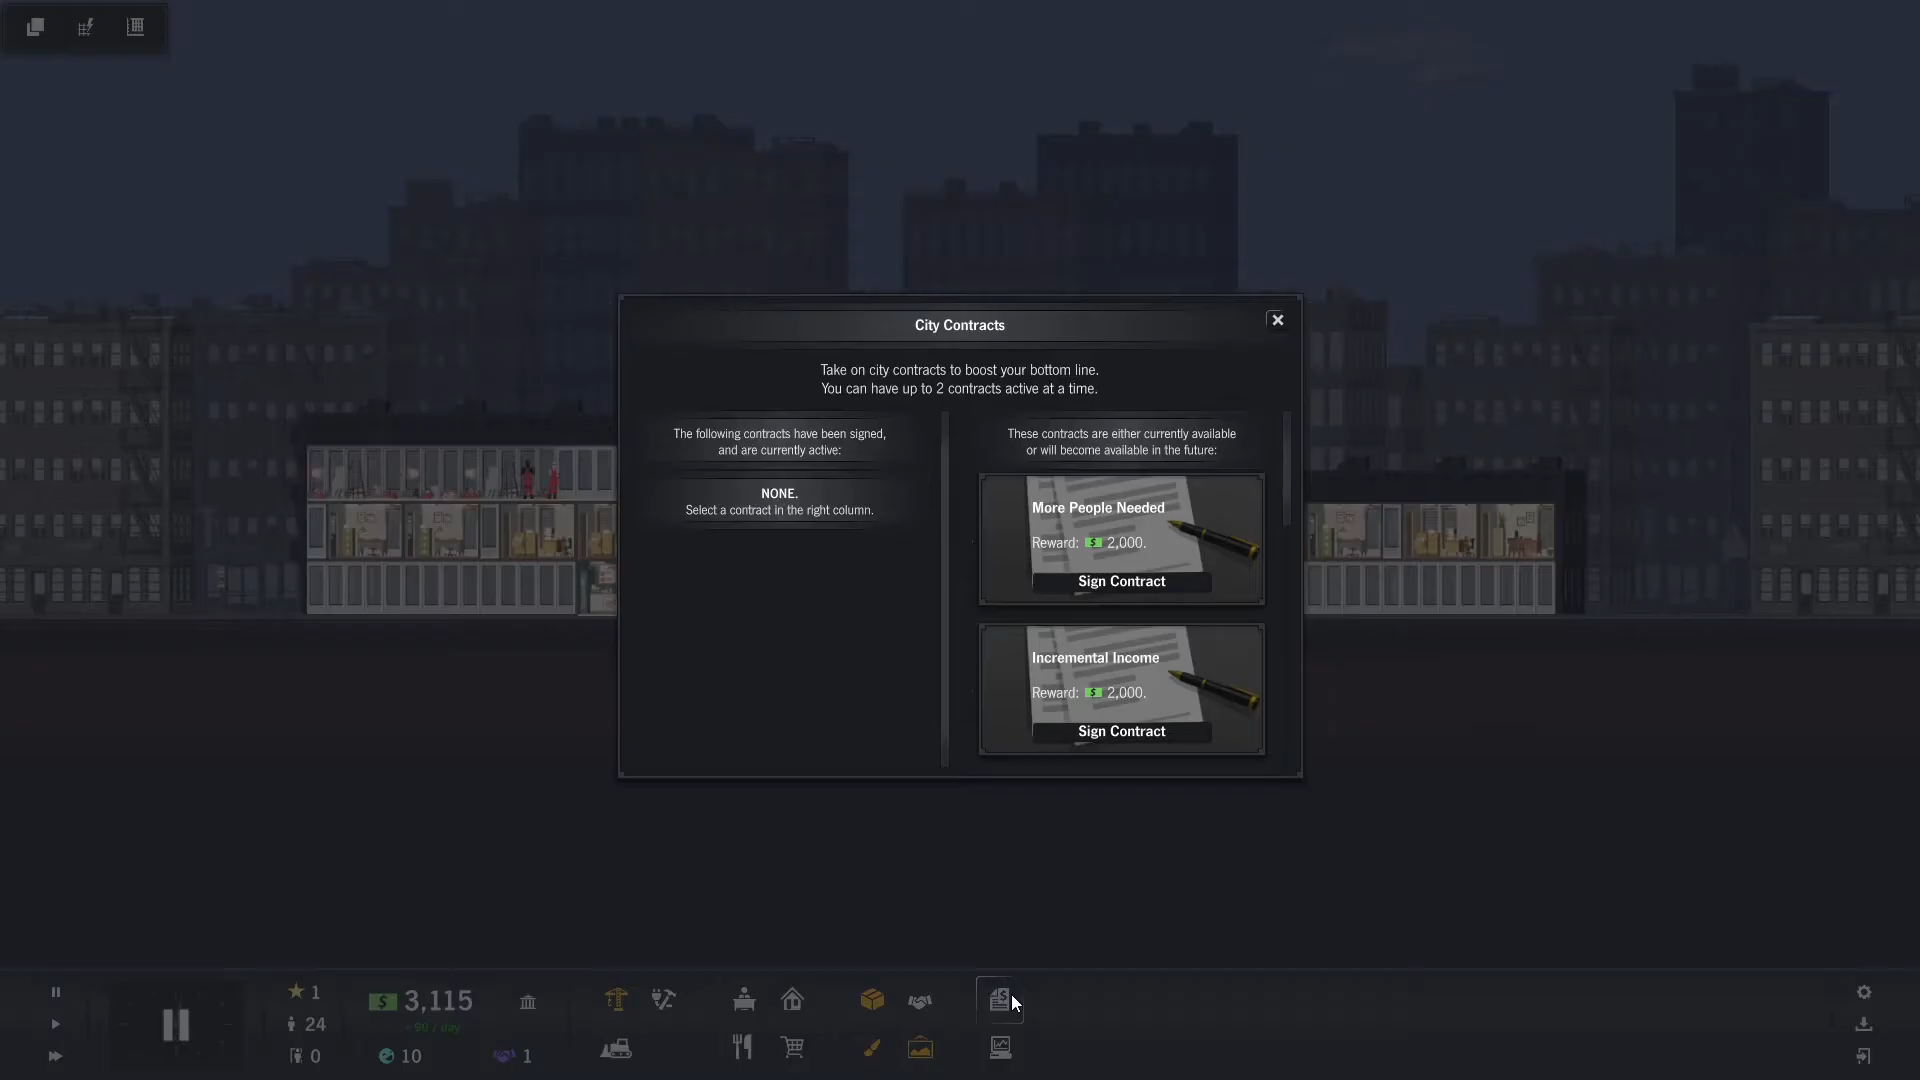 City Contracts
Take on city contracts to boost your bottom line.
You can have up to 2 contracts active at a time.
The following contracts have been signed,
and are currently active:
NONE.
Select a contract in the right column.
These contracts are either currently available
or will become available in the future:
More People Needed
Reward: $ 2,000.
Sign Contract
Incremental Income
Reward: $ 2,000.
Sign Contract
1
$ 3,115
24
+90 / day
0
10
1